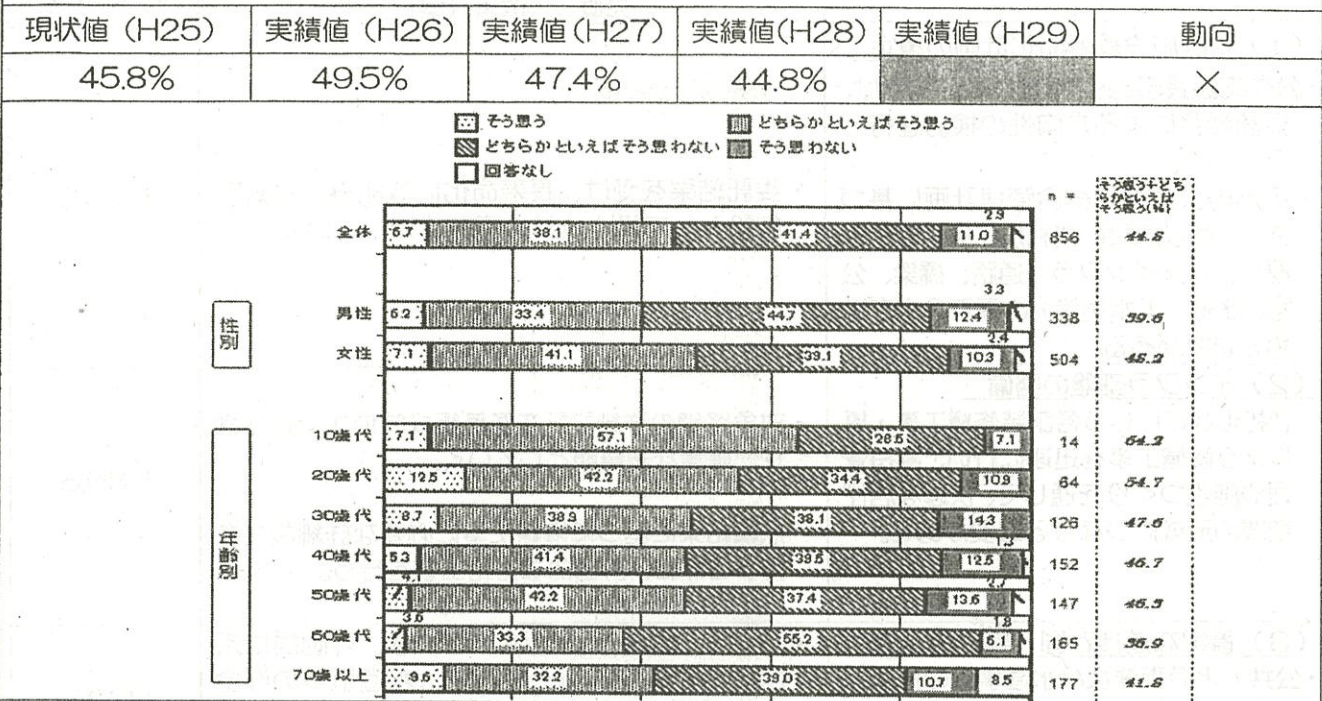 現状値（H25） 実績値（H26） 実績値（H27） 実績値（H28） 実績値（H29） 動向
45.8% 49.5% 47.4% 44.8% ×
そう思う どちらかといえばそう思う
どちらかといえばそう思わない そう思わない
回答なし
n = そう思う+どちらかといえばそう思う(%)
2.9
全体 6.7 38.1 41.4 11.0 856 44.8
3.3
男性 6.2 33.4 44.7 12.4 338 39.6
2.4
女性 7.1 41.1 39.1 10.3 504 48.2
性別
10歳代 7.1 57.1 28.6 7.1 14 64.3
20歳代 12.5 42.2 34.4 10.9 64 54.7
30歳代 8.7 38.9 38.1 14.3 126 47.6
1.3
40歳代 5.3 41.4 39.5 12.5 152 46.7
4.1 2.7
50歳代 42.2 37.4 13.6 147 46.3
3.6 1.8
60歳代 33.3 55.2 6.1 165
70歳以上 9.6 32.2 39.0 10.7 8.5 177 41.8
年齢別